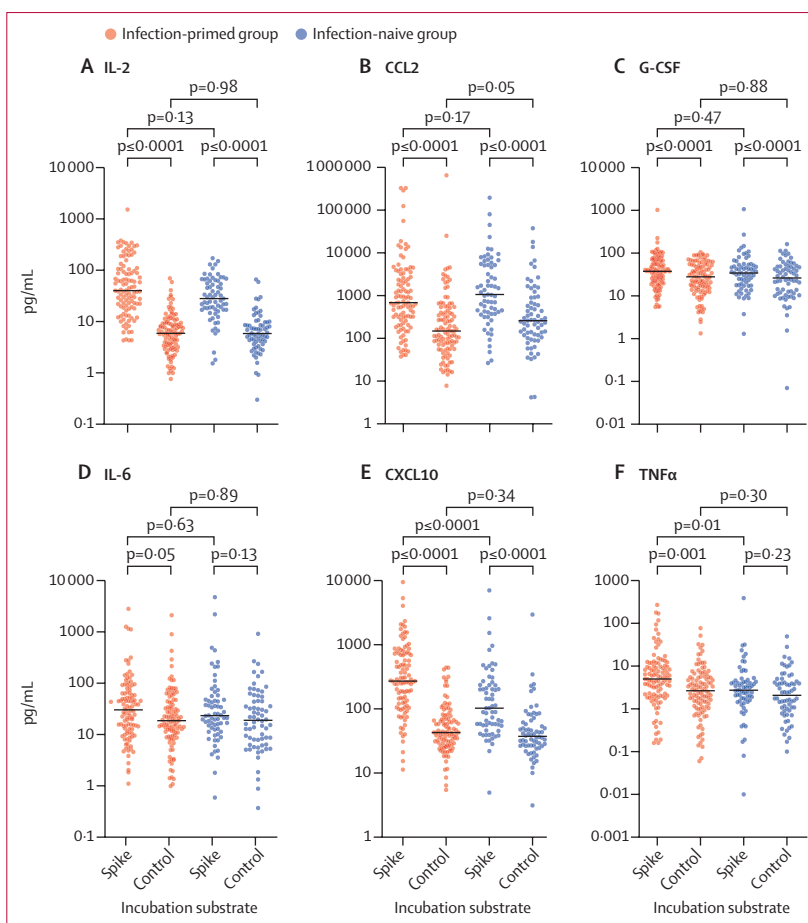 Infection-primed group Infection-naive group
A IL-2
B CCL2
C G-CSF
p=0·98
p=0·13
p≤0·0001 p≤0·0001
p=0·05
p=0·17
p≤0·0001 p≤0·0001
p=0·88
p=0·47
p≤0·0001 p≤0·0001
pg/mL
10 000
1000
100
10
1
0·1
1 000 000
100 000
10 000
1000
100
10
1
10 000
1000
100
10
1
0·1
0·01
D IL-6
E CXCL10
F TNFα
p=0·89
p=0·63
p=0·05 p=0·13
p=0·34
p≤0·0001
p≤0·0001 p≤0·0001
p=0·30
p=0·01
p=0·001 p=0·23
pg/mL
10 000
1000
100
10
1
0·1
10 000
1000
100
10
1
1000
100
10
1
0·1
0·01
0·001
Spike Control Spike Control
Incubation substrate
Spike Control Spike Control
Incubation substrate
Spike Control Spike Control
Incubation substrate